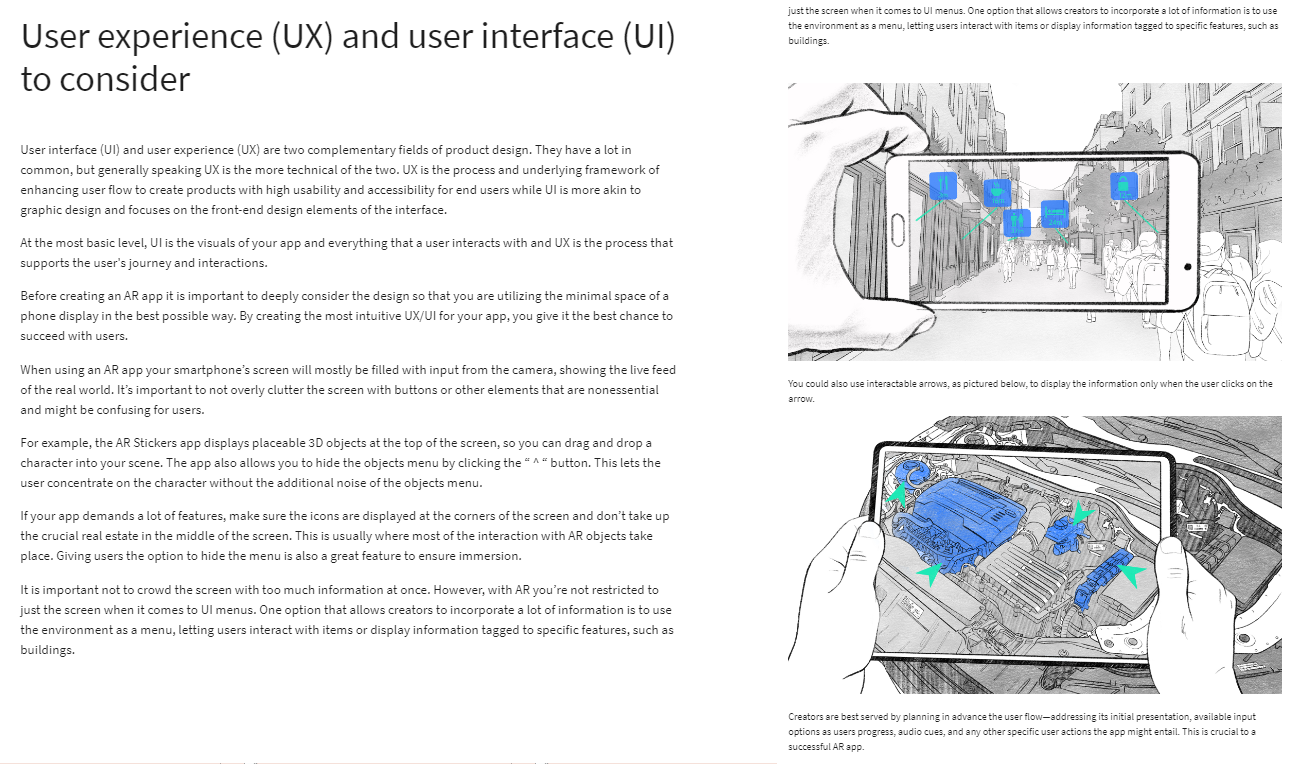 User experience (UX) and user interface (UI)
to consider
User interface (UI) and user experience (UX) are two complementary fields of product design. They have a lot in
common, but generally speaking UX is the more technical of the two. UX is the process and underlying framework of
enhancing user flow to create products with high usability and accessibility for end users while UI is more akin to
graphic design and focuses on the front-end design elements of the interface.
At the most basic level, UI is the visuals of your app and everything that a user interacts with and UX is the process that
supports the user's journey and interactions.
Before creating an AR app it is important to deeply consider the design so that you are utilizing the minimal space of a
phone display in the best possible way. By creating the most intuitive UX/UI for your app, you give it the best chance to
succeed with users.
When using an AR app your smartphone’s screen will mostly be filled with input from the camera, showing the live feed
of the real world. It’s important to not overly clutter the screen with buttons or other elements that are nonessential
and might be confusing for users.
For example, the AR Stickers app displays placeable 3D objects at the top of the screen, so you can drag and drop a
character into your scene. The app also allows you to hide the objects menu by clicking the “ ^ “ button. This lets the
user concentrate on the character without the additional noise of the objects menu.
If your app demands a lot of features, make sure the icons are displayed at the corners of the screen and don’t take up
the crucial real estate in the middle of the screen. This is usually where most of the interaction with AR objects take
place. Giving users the option to hide the menu is also a great feature to ensure immersion.
It is important not to crowd the screen with too much information at once. However, with AR you’re not restricted to
just the screen when it comes to UI menus. One option that allows creators to incorporate a lot of information is to use
the environment as a menu, letting users interact with items or display information tagged to specific features, such as
buildings.
just the screen when it comes to UI menus. One option that allows creators to incorporate a lot of information is to use
the environment as a menu, letting users interact with items or display information tagged to specific features, such as
buildings.
You could also use interactable arrows, as pictured below, to display the information only when the user clicks on the
arrow.
Creators are best served by planning in advance the user flow—addressing its initial presentation, available input
options as users progress, audio cues, and any other specific user actions the app might entail. This is crucial to a
successful AR app.